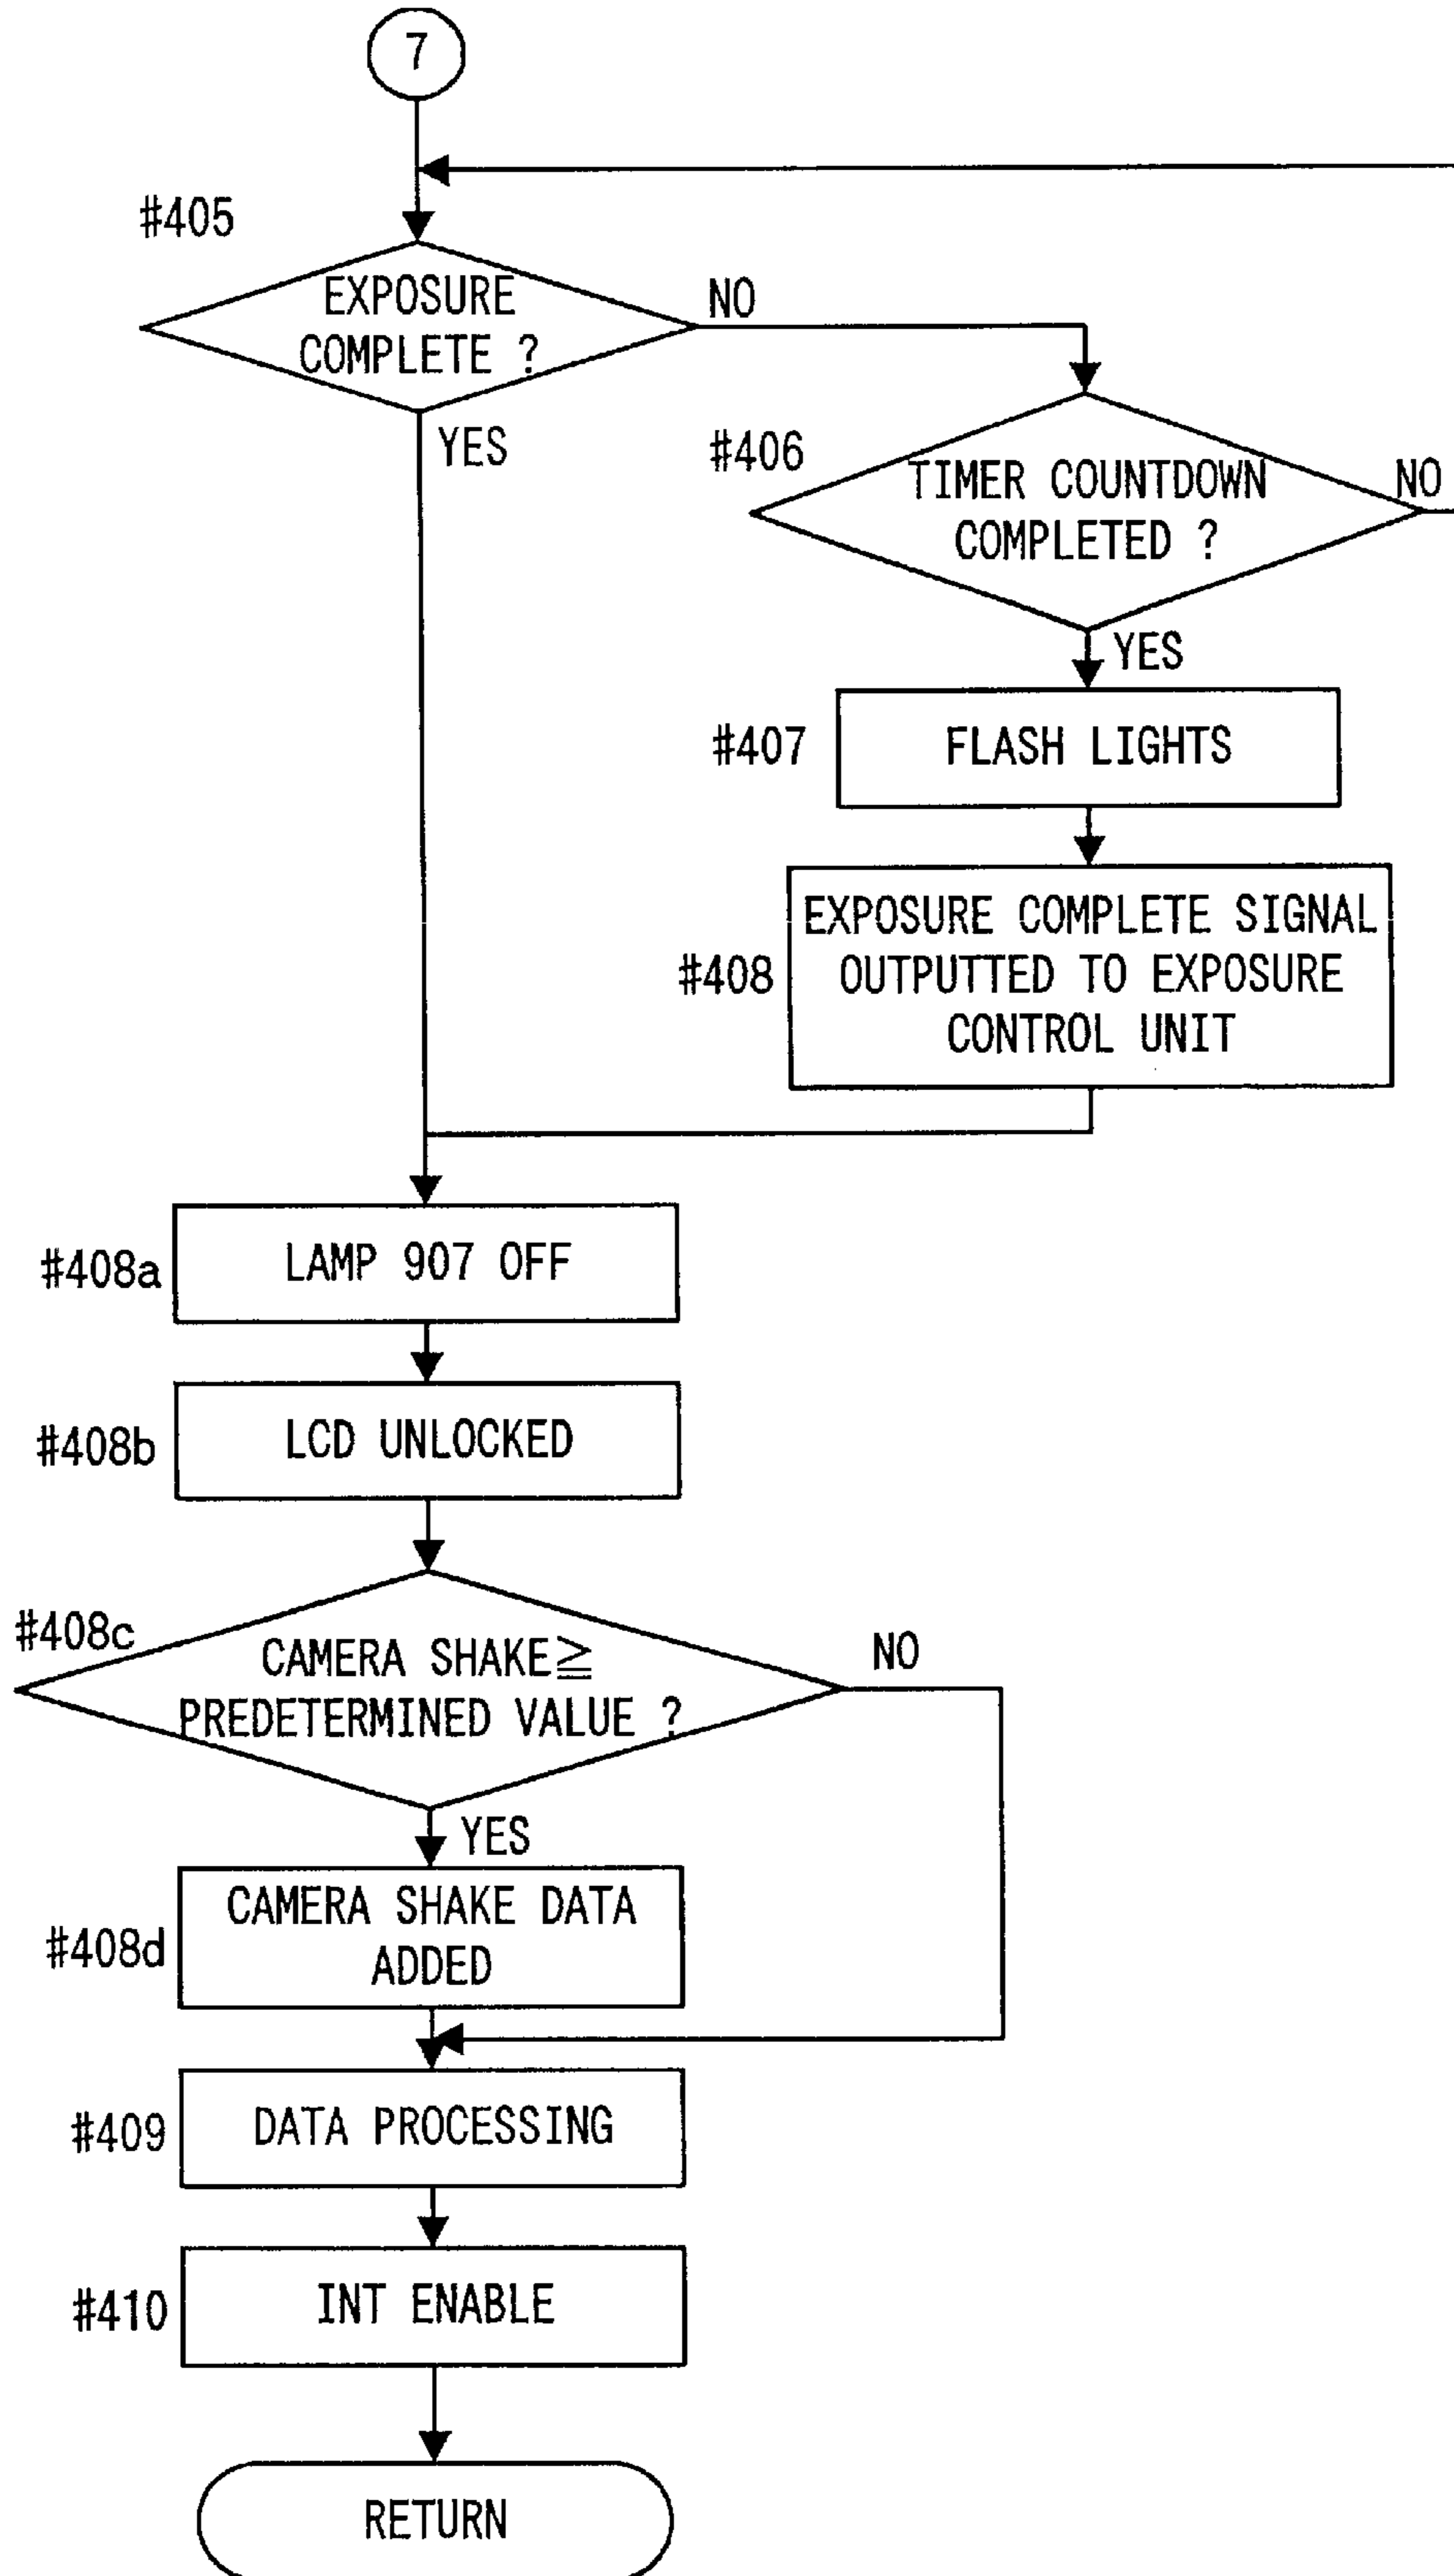 7
#405
EXPOSURE
COMPLETE ?
NO
YES
#406
TIMER COUNTDOWN
COMPLETED ?
NO
YES
#407
FLASH LIGHTS
#408
EXPOSURE COMPLETE SIGNAL
OUTPUTTED TO EXPOSURE
CONTROL UNIT
#408a
LAMP 907 OFF
#408b
LCD UNLOCKED
#408c
CAMERA SHAKE≧
PREDETERMINED VALUE ?
NO
YES
#408d
CAMERA SHAKE DATA
ADDED
#409
DATA PROCESSING
#410
INT ENABLE
RETURN